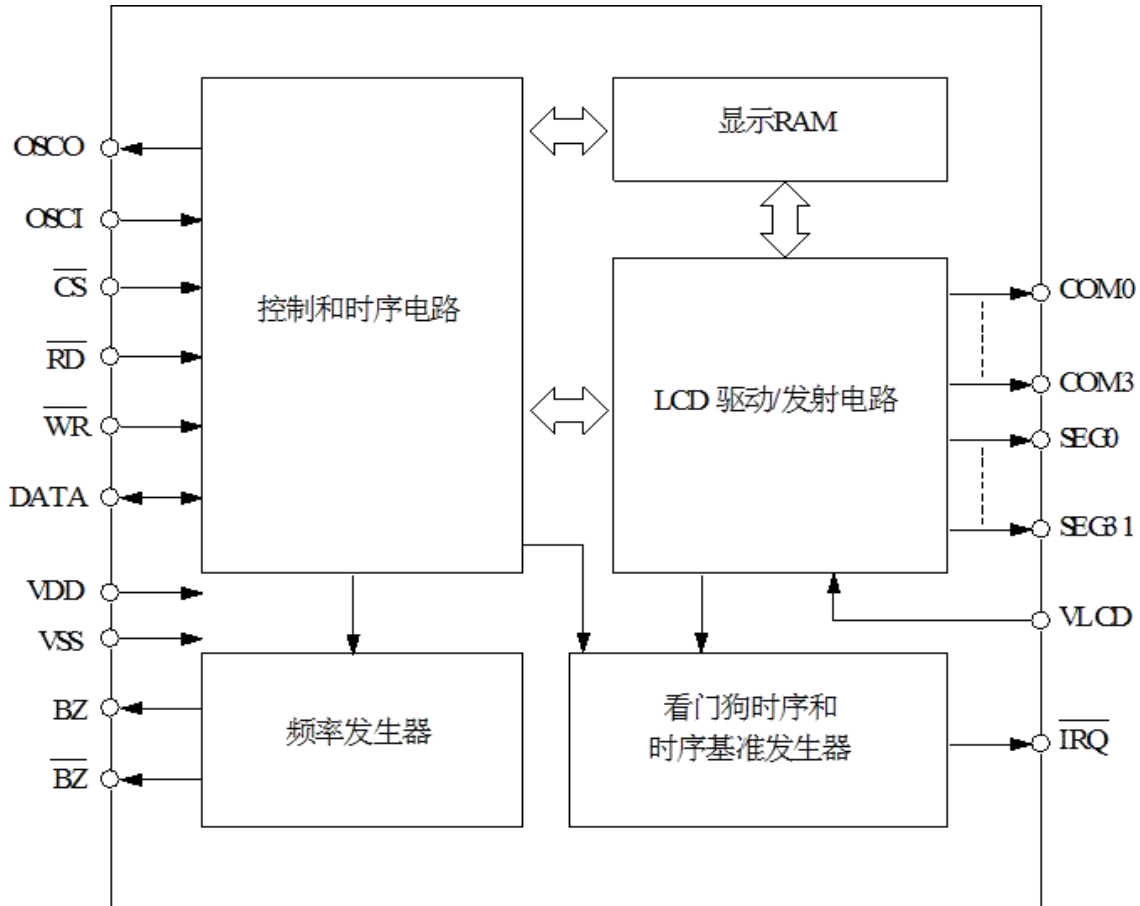 OSCO
OSCI
CS
RD
WR
DATA
VDD
VSS
BZ
BZ
控制和时序电路
显示RAM
LCD 驱动/发射电路
频率发生器
看门狗时序和
时序基准发生器
COM0
COM3
SEG0
SEG31
VLCD
IRQ